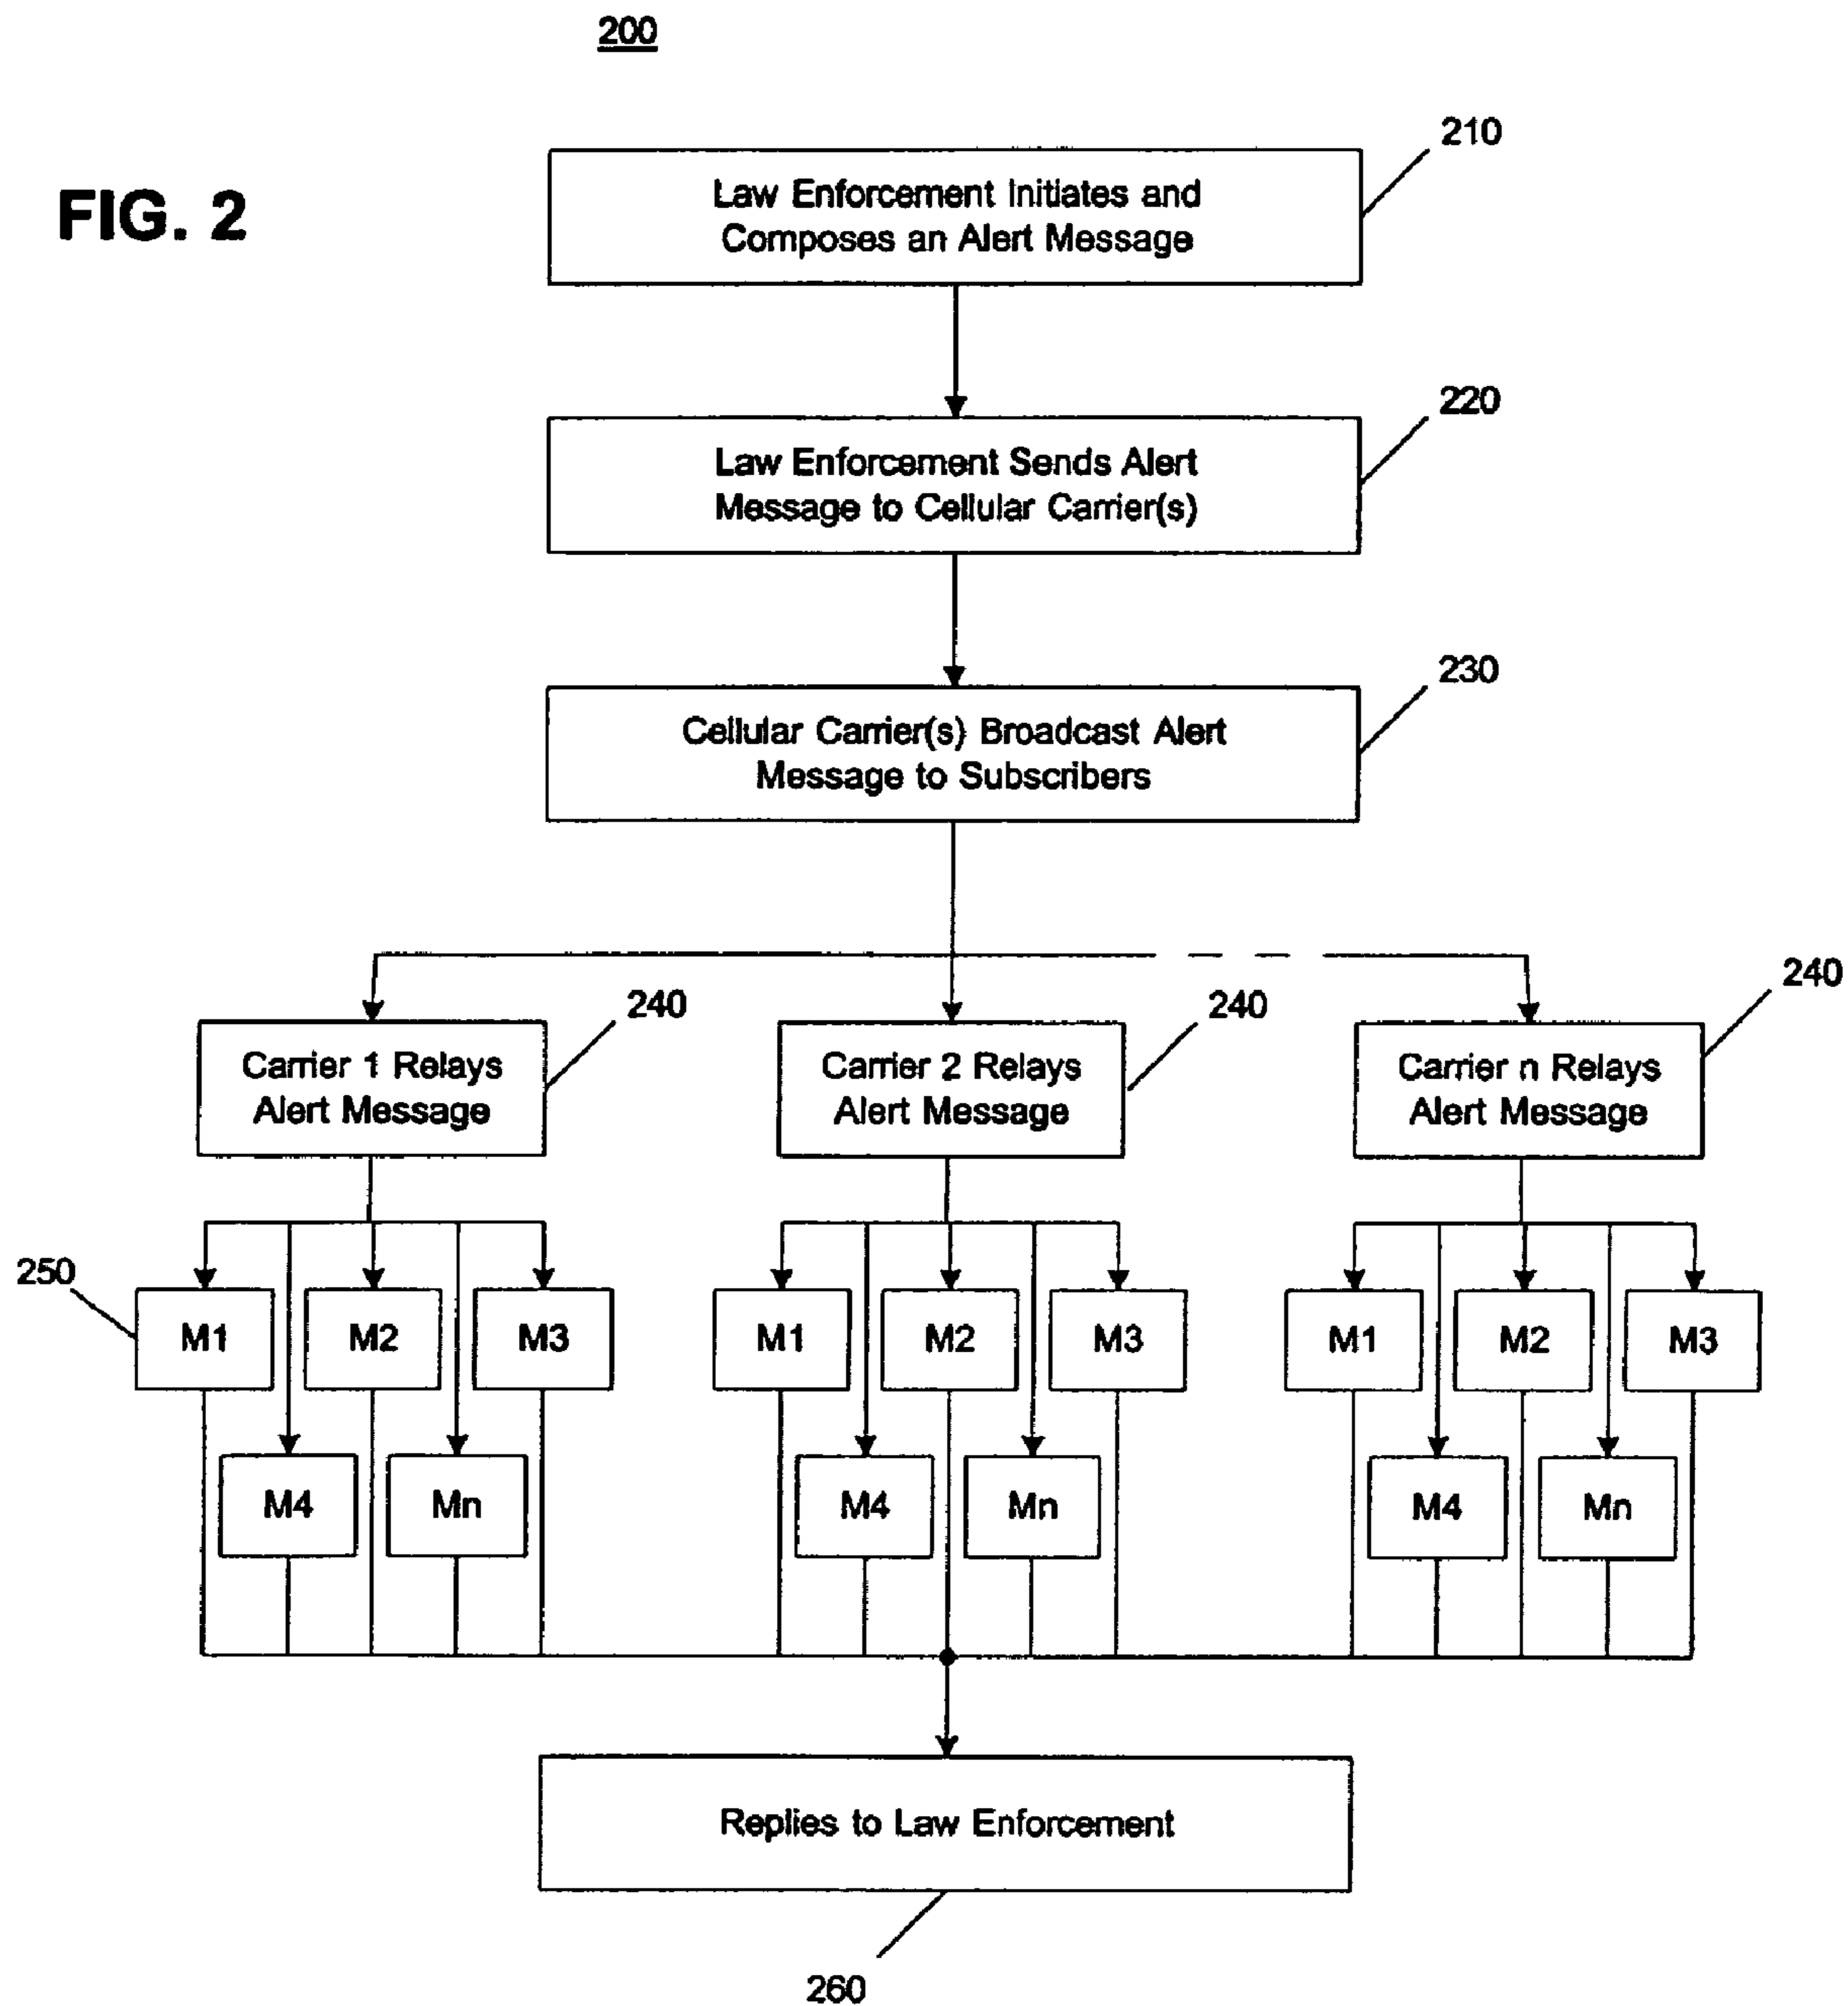 200
210
FIG. 2
Law Enforcement Initiates and
Composes an Alert Message
220
Law Enforcement Sends Alert
Message to Cellular Carrier(s)
230
Cellular Carrier(s) Broadcast Alert
Message to Subscribers
240
240
240
Carrier 1 Relays
Alert Message
Carrier 2 Relays
Alert Message
Carrier n Relays
Alert Message
250
M1
M2
M3
M1
M2
M3
M1
M2
M3
M4
Mn
M4
Mn
M4
Mn
Replies to Law Enforcement
260